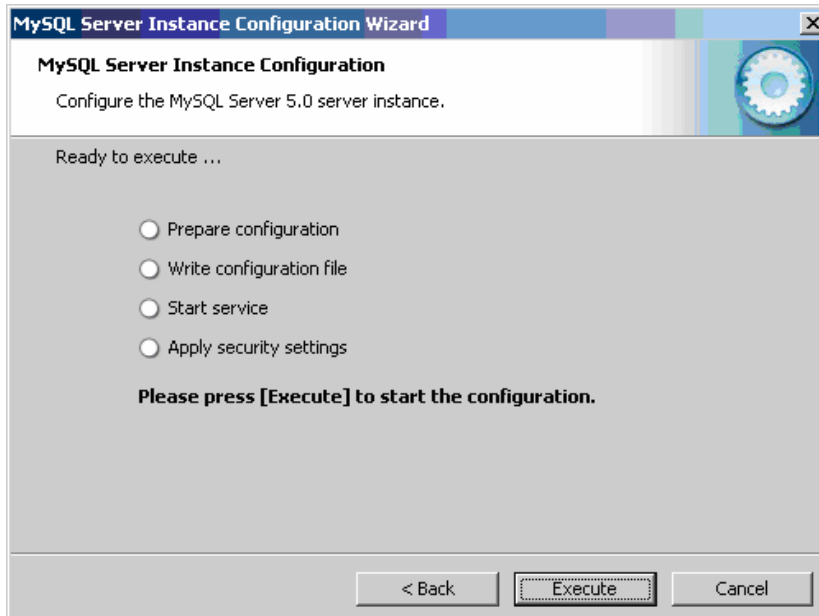 MySQL Server Instance Configuration Wizard
MySQL Server Instance Configuration
Configure the MySQL Server 5.0 server instance.
Ready to execute ...
Prepare configuration
Write configuration file
Start service
Apply security settings
Please press [Execute] to start the configuration.
< Back Execute Cancel